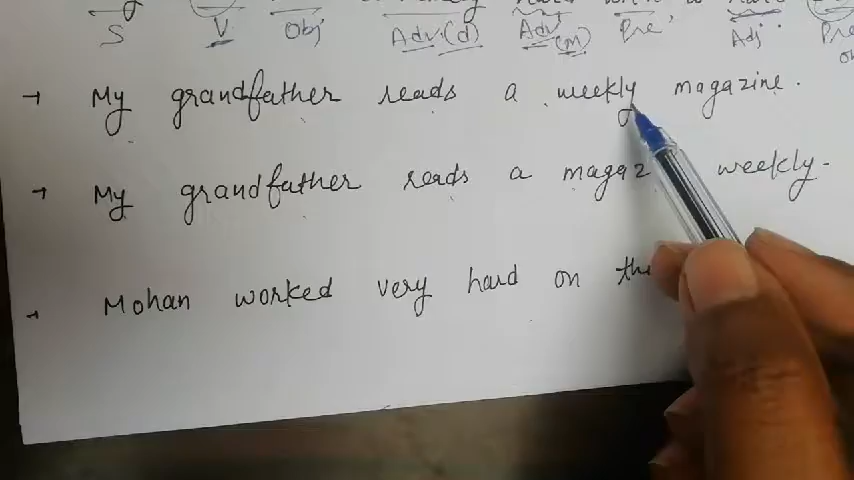 S V Obj Adv.(d) Adv.(M) Pre' Adj.
→ My grandfather reads a weekly magazine.
→ My grandfather reads a magaz weekly.
→ Mohan worked very hard on the